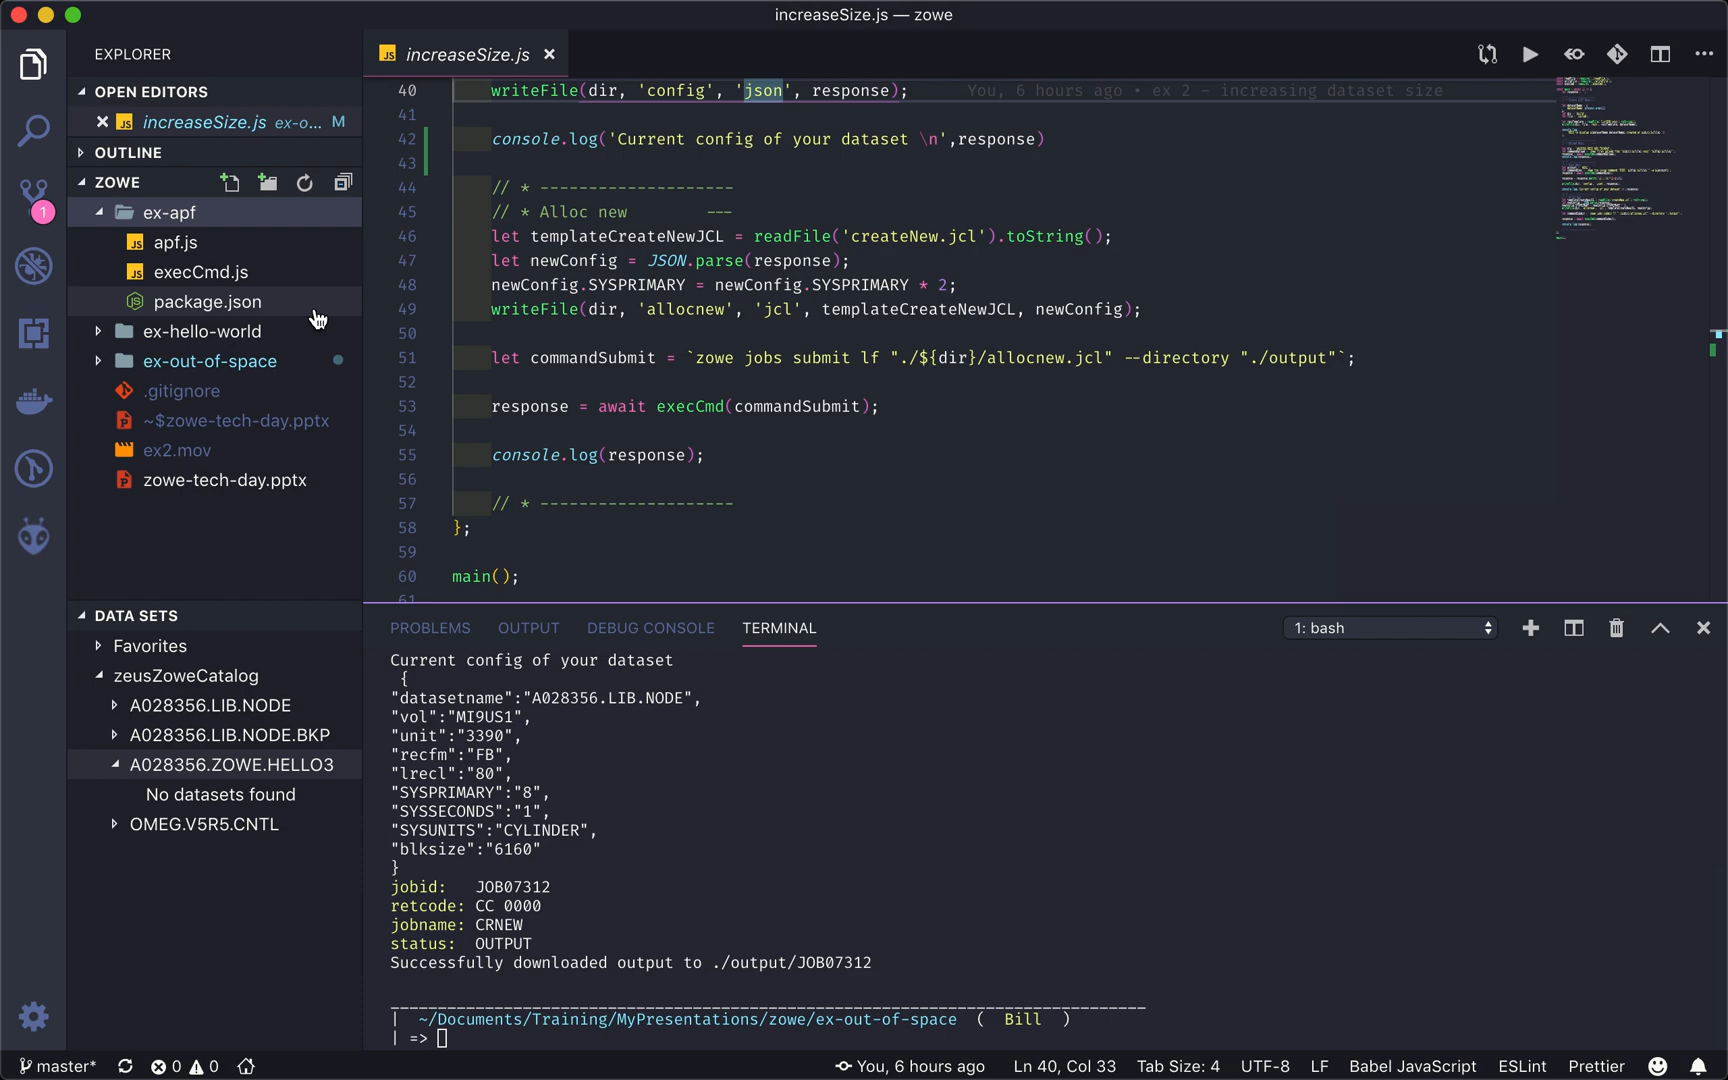 increaseSize.js — zowe
EXPLORER
OPEN EDITORS
increaseSize.js ex-o... M
OUTLINE
ZOWE
ex-apf
apf.js
execCmd.js
package.json
ex-hello-world
ex-out-of-space
.gitignore
~$zowe-tech-day.pptx
ex2.mov
zowe-tech-day.pptx
1
DATA SETS
Favorites
zeusZoweCatalog
A028356.LIB.NODE
A028356.LIB.NODE.BKP
A028356.ZOWE.HELLO3
No datasets found
OMEG.V5R5.CNTL
JS increaseSize.js
40 writeFile(dir, 'config', 'json', response); You, 6 hours ago • ex 2 - increasing dataset size
41
42 console.log('Current config of your dataset \n',response)
43
44 // * --------------------
45 // * Alloc new ---
46 let templateCreateNewJCL = readFile('createNew.jcl').toString();
47 let newConfig = JSON.parse(response);
48 newConfig.SYSPRIMARY = newConfig.SYSPRIMARY * 2;
49 writeFile(dir, 'allocnew', 'jcl', templateCreateNewJCL, newConfig);
50
51 let commandSubmit = `zowe jobs submit lf "./${dir}/allocnew.jcl" --directory "./output"`;
52
53 response = await execCmd(commandSubmit);
54
55 console.log(response);
56
57 // * --------------------
58 };
59
60 main();
61
PROBLEMS OUTPUT DEBUG CONSOLE TERMINAL 1: bash
Current config of your dataset
{
"datasetname":"A028356.LIB.NODE",
"vol":"MI9US1",
"unit":"3390",
"recfm":"FB",
"lrecl":"80",
"SYSPRIMARY":"8",
"SYSSECONDS":"1",
"SYSUNITS":"CYLINDER",
"blksize":"6160"
}
jobid: JOB07312
retcode: CC 0000
jobname: CRNEW
status: OUTPUT
Successfully downloaded output to ./output/JOB07312
________________________________________________________________________________
| ~/Documents/Training/MyPresentations/zowe/ex-out-of-space ( Bill )
| =>
master* 0 0 You, 6 hours ago Ln 40, Col 33 Tab Size: 4 UTF-8 LF Babel JavaScript ESLint Prettier